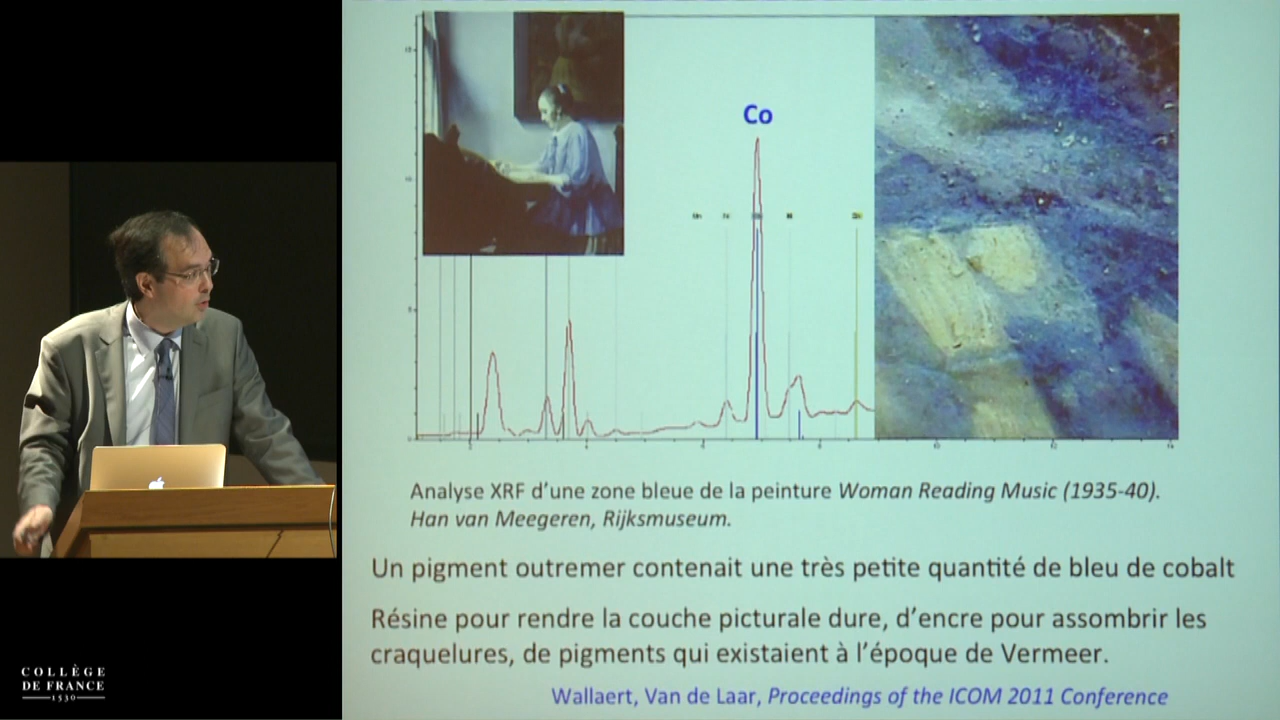 Co
Analyse XRF d'une zone bleue de la peinture Woman Reading Music (1935-40).
Han van Meegeren, Rijksmuseum.
Un pigment outremer contenait une très petite quantité de bleu de cobalt
Résine pour rendre la couche picturale dure, d'encre pour assombrir les
craquelures, de pigments qui existaient à l'époque de Vermeer.
Wallaert, Van de Laar, Proceedings of the ICOM 2011 Conference
COLLÈGE
DE FRANCE
1530